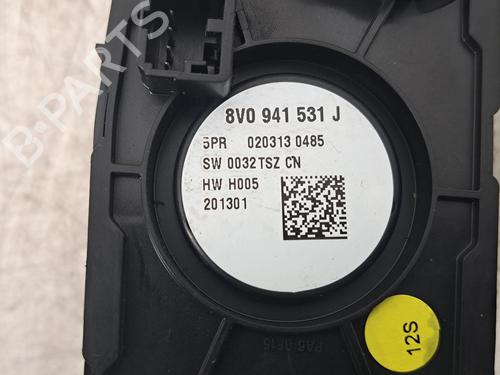 8V0 941 531 J
5PR 020313 0485
SW 0032TSZ CN
HW H005
201301
12S
B-PARTS